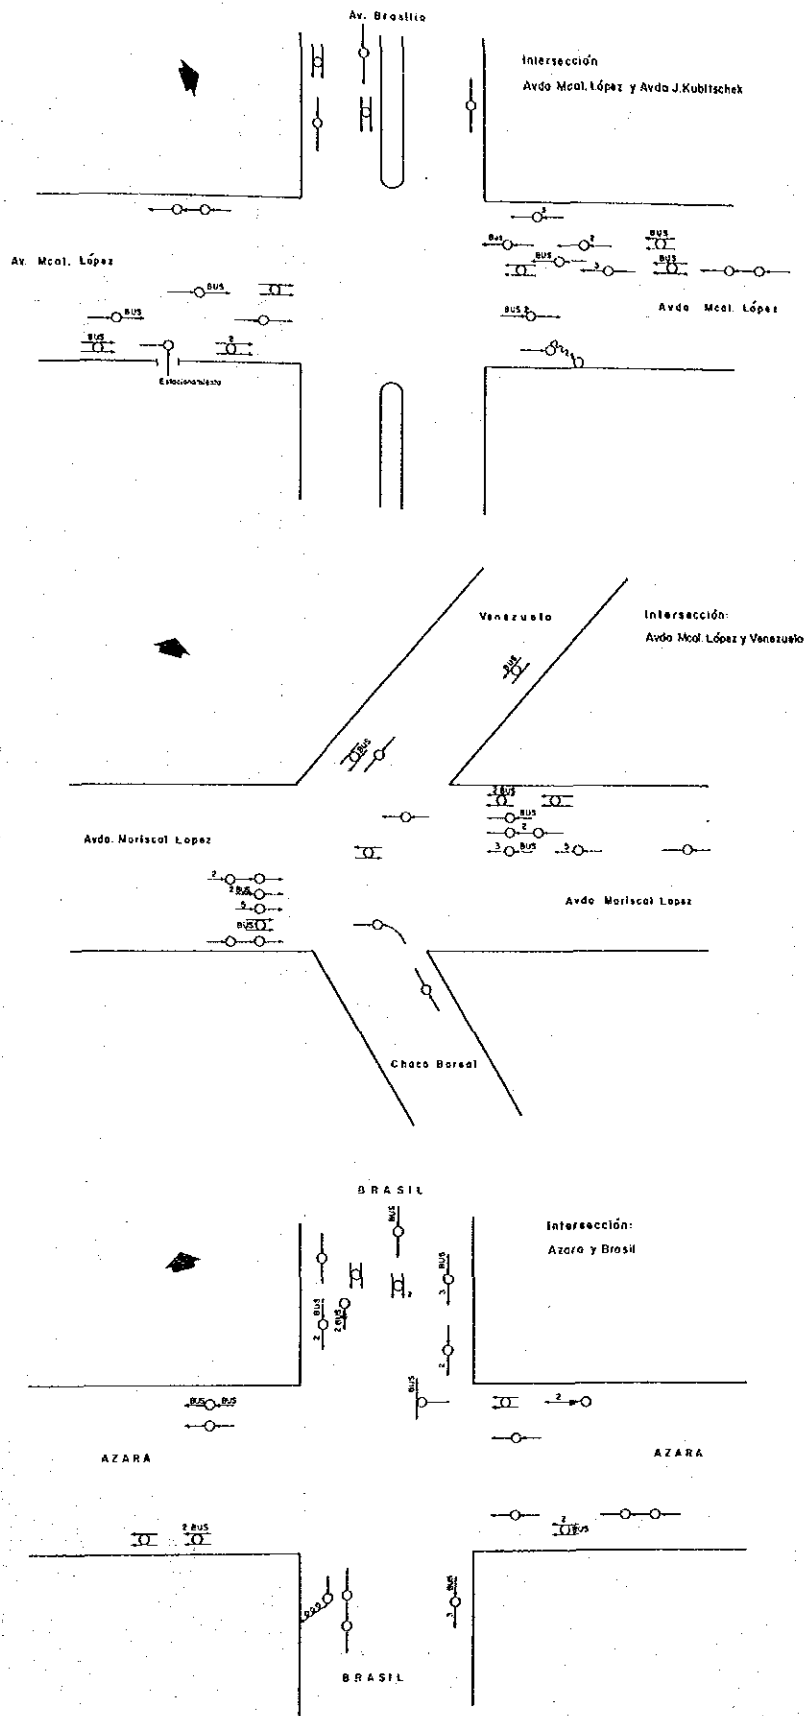 Av. Brasilia
Intersección
Avda Mcal. López y Avda J. Kubitschek
3
Bus
2
BUS
Av. Mcal. López
BUS
3
BUS
BUS
Avda Mcal. López
BUS
BUS 2
BUS
2
Estacionamiento
Venezuela
Intersección:
Avda Mcal. López y Venezuela
BUS
BUS
2 BUS
BUS
Avda. Mariscal Lopez
2
3
BUS
5
2
2 BUS
5
BUS
Avda Mariscal Lopez
Chaco Boreal
BRASIL
BUS
Intersección:
Azara y Brasil
BUS
3
2
BUS
2
2 BUS
2
BUS
2
BUS
BUS
AZARA
AZARA
2 BUS
2
BUS
BUS
3
BRASIL